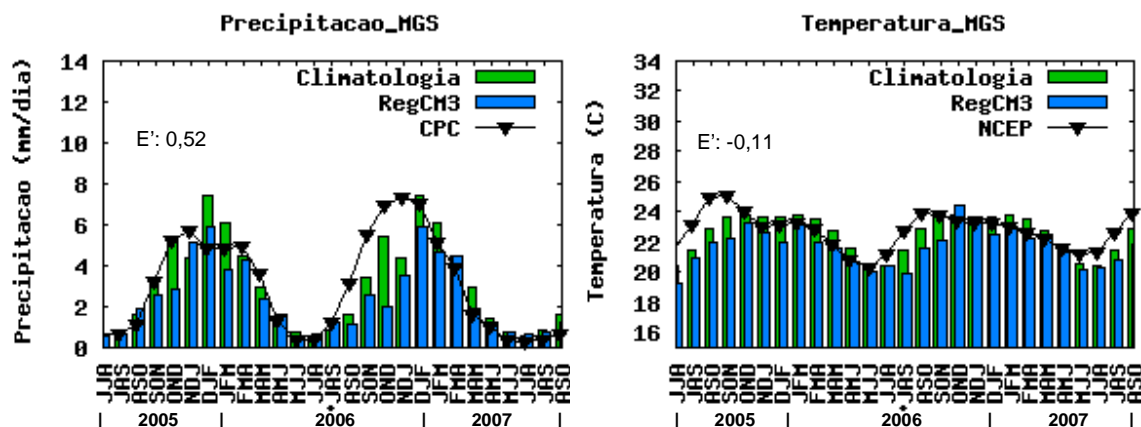 Precipitacao_MGS
Precipitacao (mm/dia)
14
12
10
8
6
4
2
0
Climatologia
RegCM3
CPC
E': 0,52
JJA JAS ASO SON OND NDJ DJF JFM FMA MAM AMJ MJJ JJA JAS ASO SON OND NDJ DJF JFM FMA MAM AMJ MJJ JJA JAS ASO
2005 2006 2007
Temperatura_MGS
Temperatura (C)
34
32
30
28
26
24
22
20
18
16
Climatologia
RegCM3
NCEP
E': -0,11
JJA JAS ASO SON OND NDJ DJF JFM FMA MAM AMJ MJJ JJA JAS ASO SON OND NDJ DJF JFM FMA MAM AMJ MJJ JJA JAS ASO
2005 2006 2007